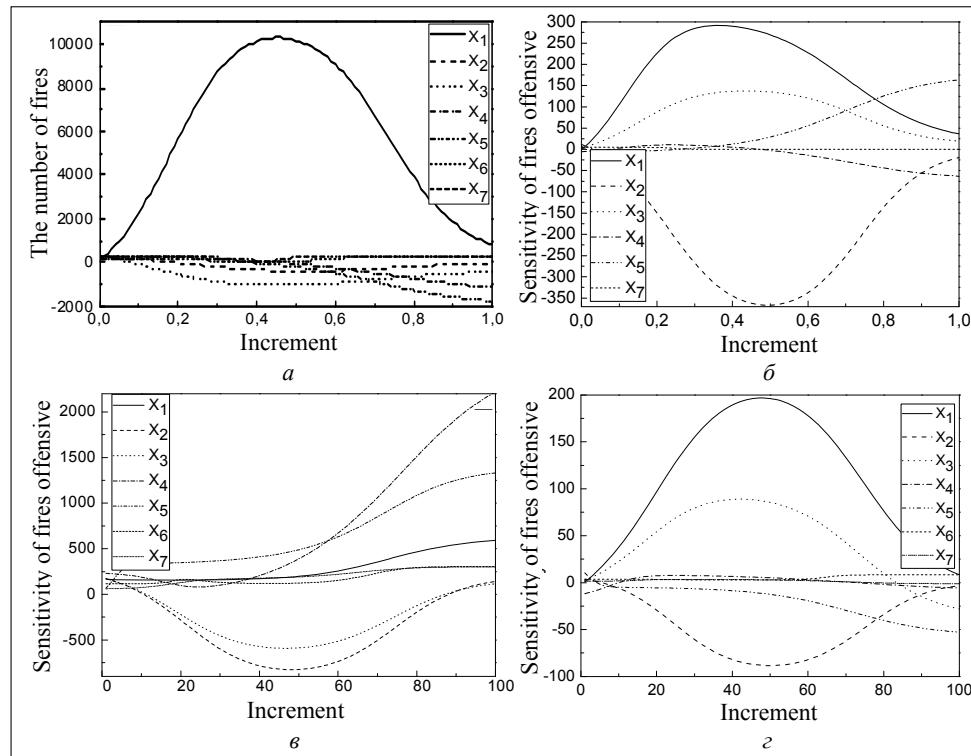 The number of fires
10000
8000
6000
4000
2000
0
-2000
0,0 0,2 0,4 0,6 0,8 1,0
Increment
X1
X2
X3
X4
X5
X6
X7
а
Sensitivity of fires offensive
300
250
200
150
100
50
0
-50
-100
-150
-200
-250
-300
-350
0,0 0,2 0,4 0,6 0,8 1,0
Increment
X1
X2
X3
X4
X5
X7
б
Sensitivity of fires offensive
2000
1500
1000
500
0
-500
0 20 40 60 80 100
Increment
X1
X2
X3
X4
X5
X6
X7
в
Sensitivity of fires offensive
200
150
100
50
0
-50
-100
0 20 40 60 80 100
Increment
X1
X2
X3
X4
X5
X6
X7
г